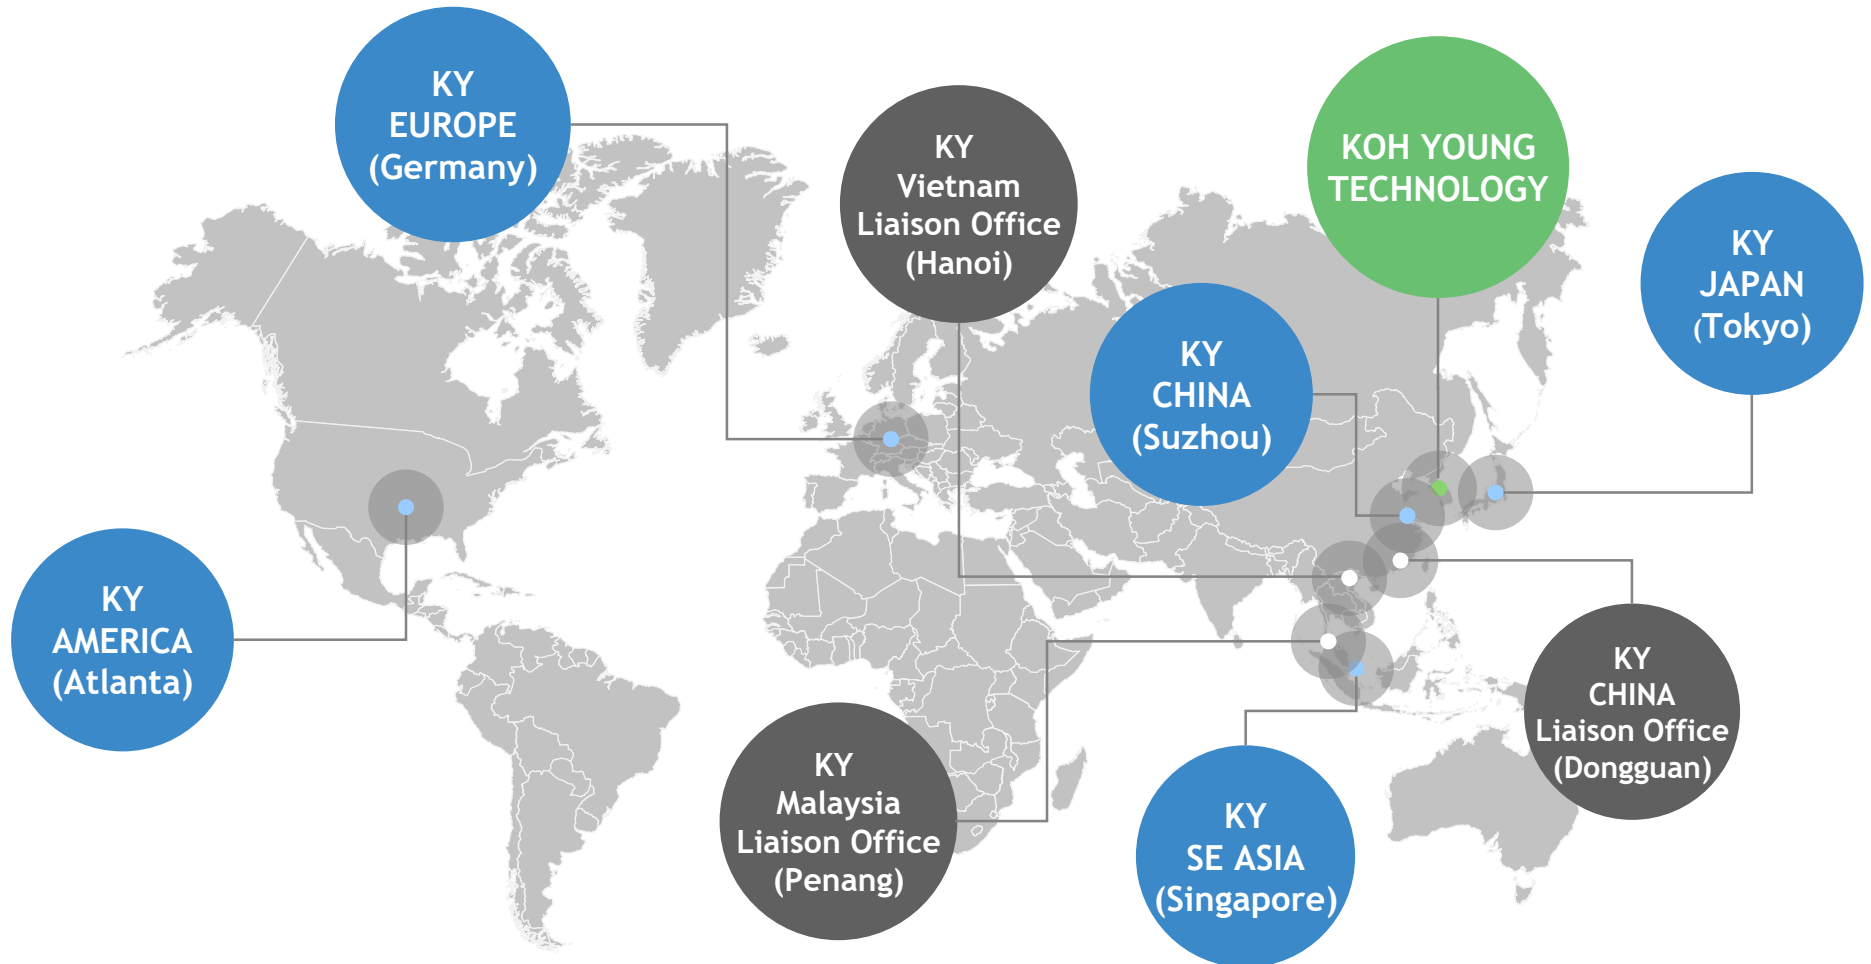 KY
EUROPE
(Germany)
KY
Vietnam
Liaison Office
(Hanoi)
KOH YOUNG
TECHNOLOGY
KY
JAPAN
(Tokyo)
KY
CHINA
(Suzhou)
KY
AMERICA
(Atlanta)
KY
Malaysia
Liaison Office
(Penang)
KY
SE ASIA
(Singapore)
KY
CHINA
Liaison Office
(Dongguan)